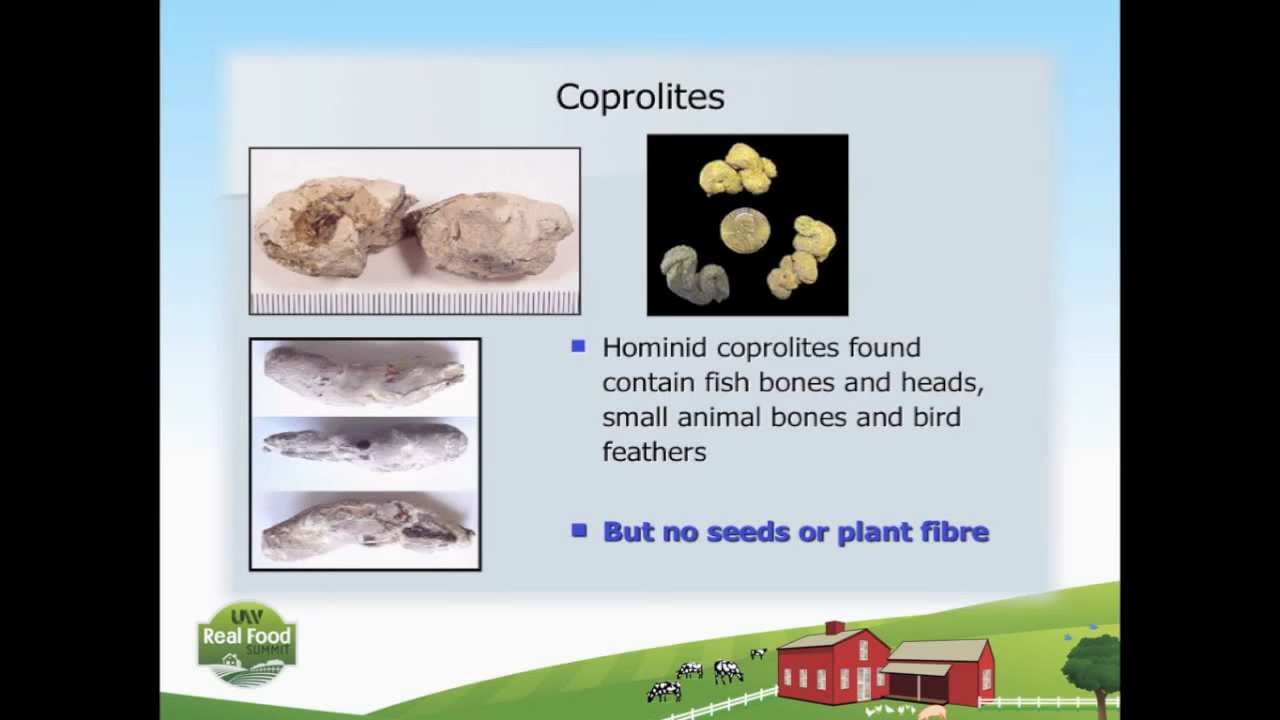 Coprolites
Hominid coprolites found
contain fish bones and heads,
small animal bones and bird
feathers
But no seeds or plant fibre
UW
Real Food
SUMMIT